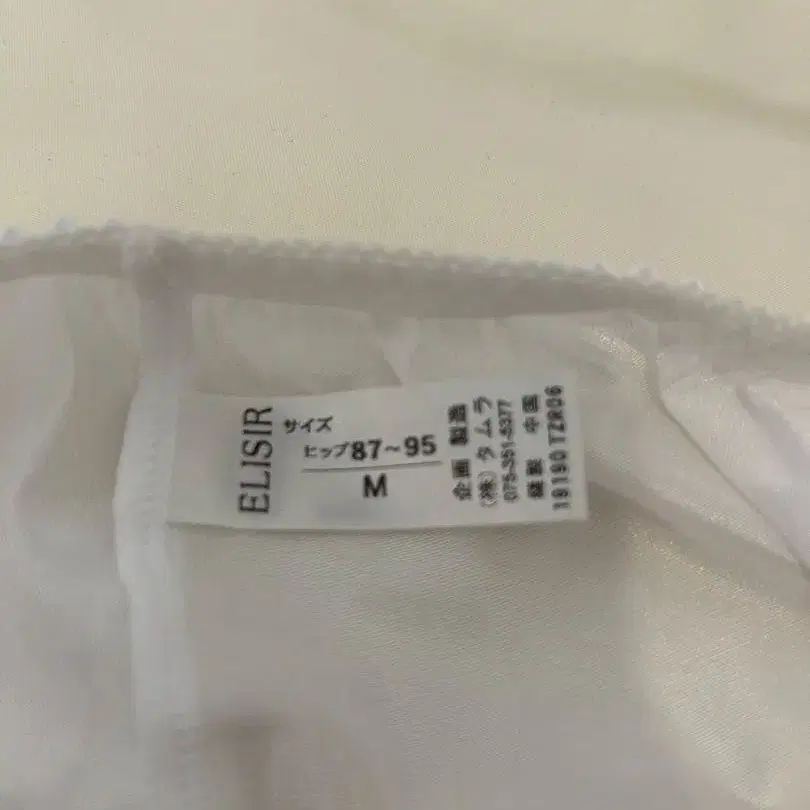 ELISIR
サイズ
ヒップ87～95
M
企画 製造
(株)タムラ
075-351-5377
縫製 中国
19190 TZR06